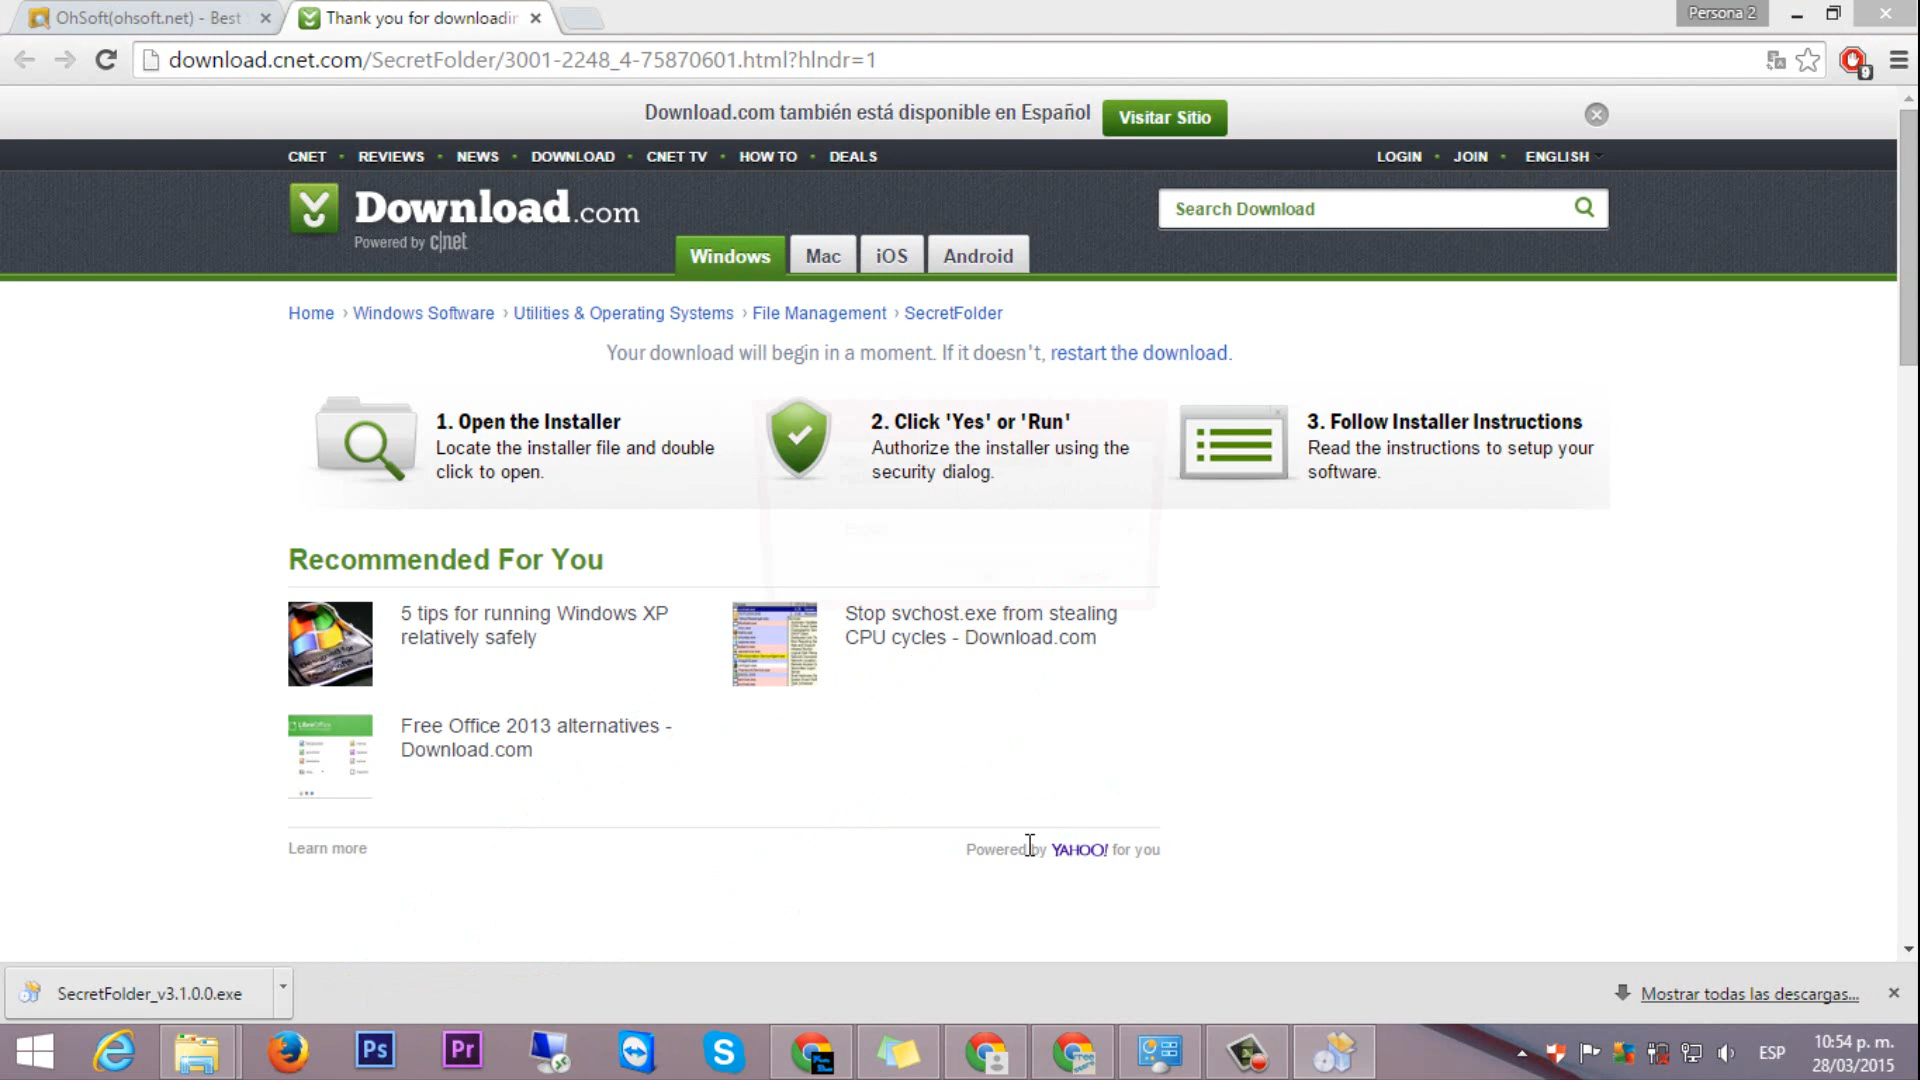 OhSoft(ohsoft.net) - Best
Thank you for downloadin
Persona 2
download.cnet.com/SecretFolder/3001-2248_4-75870601.html?hlndr=1
9
Download.com también está disponible en Español
Visitar Sitio
CNET • REVIEWS • NEWS • DOWNLOAD • CNET TV • HOW TO • DEALS
LOGIN • JOIN • ENGLISH
Download.com
Powered by c|net
Search Download
Windows
Mac
iOS
Android
Home › Windows Software › Utilities & Operating Systems › File Management › SecretFolder
Your download will begin in a moment. If it doesn't, restart the download.
1. Open the Installer
Locate the installer file and double
click to open.
2. Click 'Yes' or 'Run'
Authorize the installer using the
security dialog.
3. Follow Installer Instructions
Read the instructions to setup your
software.
Recommended For You
5 tips for running Windows XP
relatively safely
Stop svchost.exe from stealing
CPU cycles - Download.com
LibreOffice
Free Office 2013 alternatives -
Download.com
Learn more
Powered by YAHOO! for you
SecretFolder_v3.1.0.0.exe
Mostrar todas las descargas...
Ps
Pr
ESP
10:54 p. m.
28/03/2015